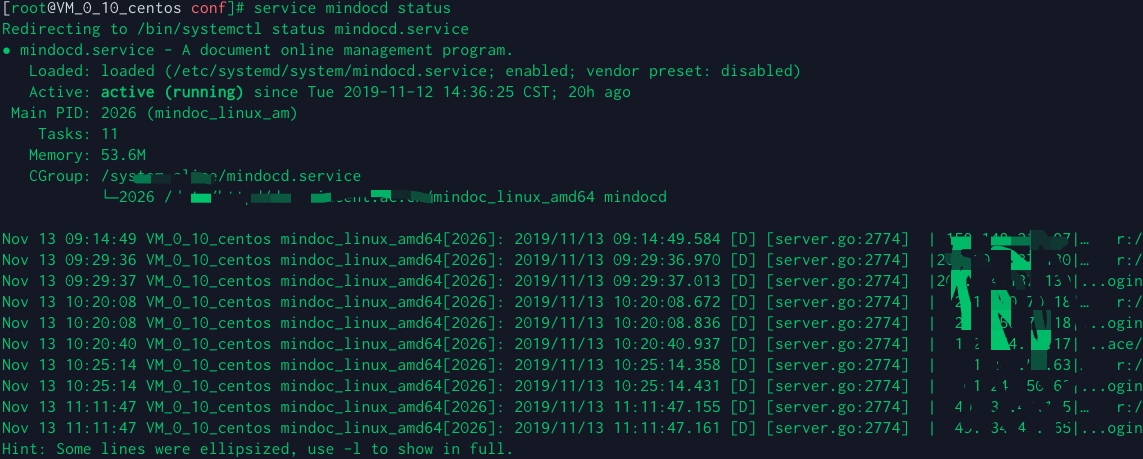 [root@VM_0_10_centos conf]# service mindocd status
Redirecting to /bin/systemctl status mindocd.service
● mindocd.service - A document online management program.
Loaded: loaded (/etc/systemd/system/mindocd.service; enabled; vendor preset: disabled)
Active: active (running) since Tue 2019-11-12 14:36:25 CST; 20h ago
Main PID: 2026 (mindoc_linux_am)
Tasks: 11
Memory: 53.6M
CGroup: /mindocd.service
└─2026 /mindoc_linux_amd64 mindocd
Nov 13 09:14:49 VM_0_10_centos mindoc_linux_amd64[2026]: 2019/11/13 09:14:49.584 [D] [server.go:2774] | |… r:/
Nov 13 09:29:36 VM_0_10_centos mindoc_linux_amd64[2026]: 2019/11/13 09:29:36.970 [D] [server.go:2774] | |… r:/
Nov 13 09:29:37 VM_0_10_centos mindoc_linux_amd64[2026]: 2019/11/13 09:29:37.013 [D] [server.go:2774] | |...ogin
Nov 13 10:20:08 VM_0_10_centos mindoc_linux_amd64[2026]: 2019/11/13 10:20:08.672 [D] [server.go:2774] | |… r:/
Nov 13 10:20:08 VM_0_10_centos mindoc_linux_amd64[2026]: 2019/11/13 10:20:08.836 [D] [server.go:2774] | |...ogin
Nov 13 10:20:40 VM_0_10_centos mindoc_linux_amd64[2026]: 2019/11/13 10:20:40.937 [D] [server.go:2774] | |...ace/
Nov 13 10:25:14 VM_0_10_centos mindoc_linux_amd64[2026]: 2019/11/13 10:25:14.358 [D] [server.go:2774] | |… r:/
Nov 13 10:25:14 VM_0_10_centos mindoc_linux_amd64[2026]: 2019/11/13 10:25:14.431 [D] [server.go:2774] | |...ogin
Nov 13 11:11:47 VM_0_10_centos mindoc_linux_amd64[2026]: 2019/11/13 11:11:47.155 [D] [server.go:2774] | |… r:/
Nov 13 11:11:47 VM_0_10_centos mindoc_linux_amd64[2026]: 2019/11/13 11:11:47.161 [D] [server.go:2774] | |...ogin
Hint: Some lines were ellipsized, use -l to show in full.